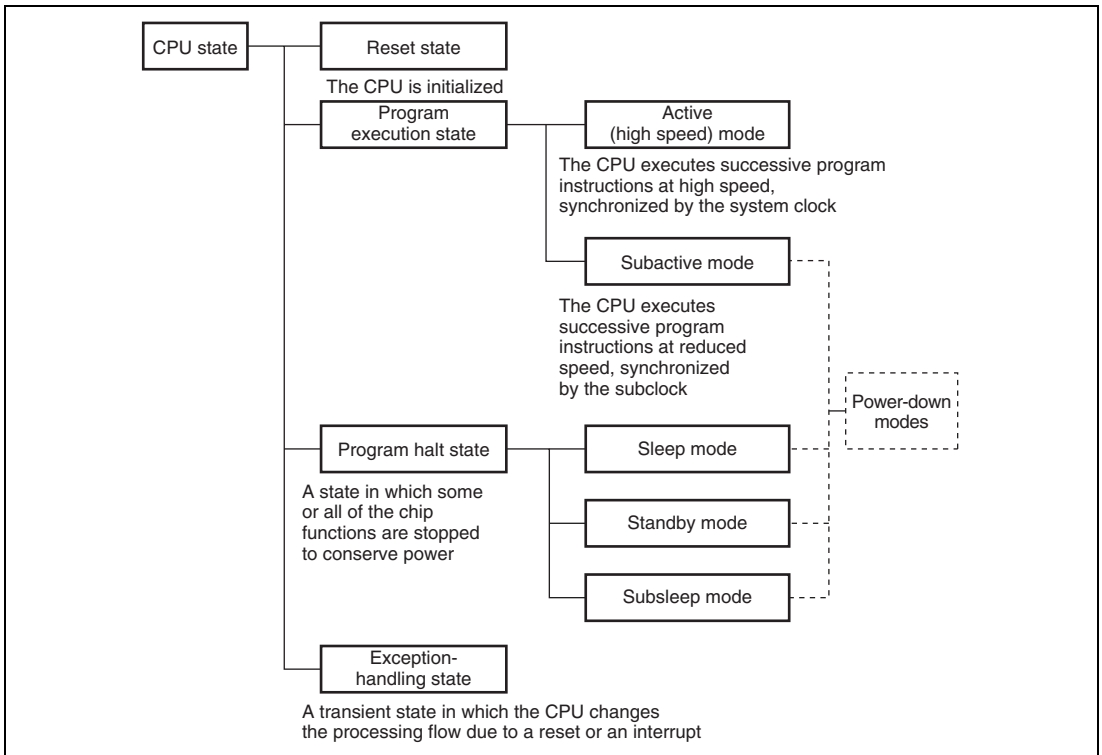 CPU state
Reset state
The CPU is initialized
Program
execution state
Active
(high speed) mode
The CPU executes successive program
instructions at high speed,
synchronized by the system clock
Subactive mode
The CPU executes
successive program
instructions at reduced
speed, synchronized
by the subclock
Power-down
modes
Program halt state
A state in which some
or all of the chip
functions are stopped
to conserve power
Sleep mode
Standby mode
Subsleep mode
Exception-
handling state
A transient state in which the CPU changes
the processing flow due to a reset or an interrupt